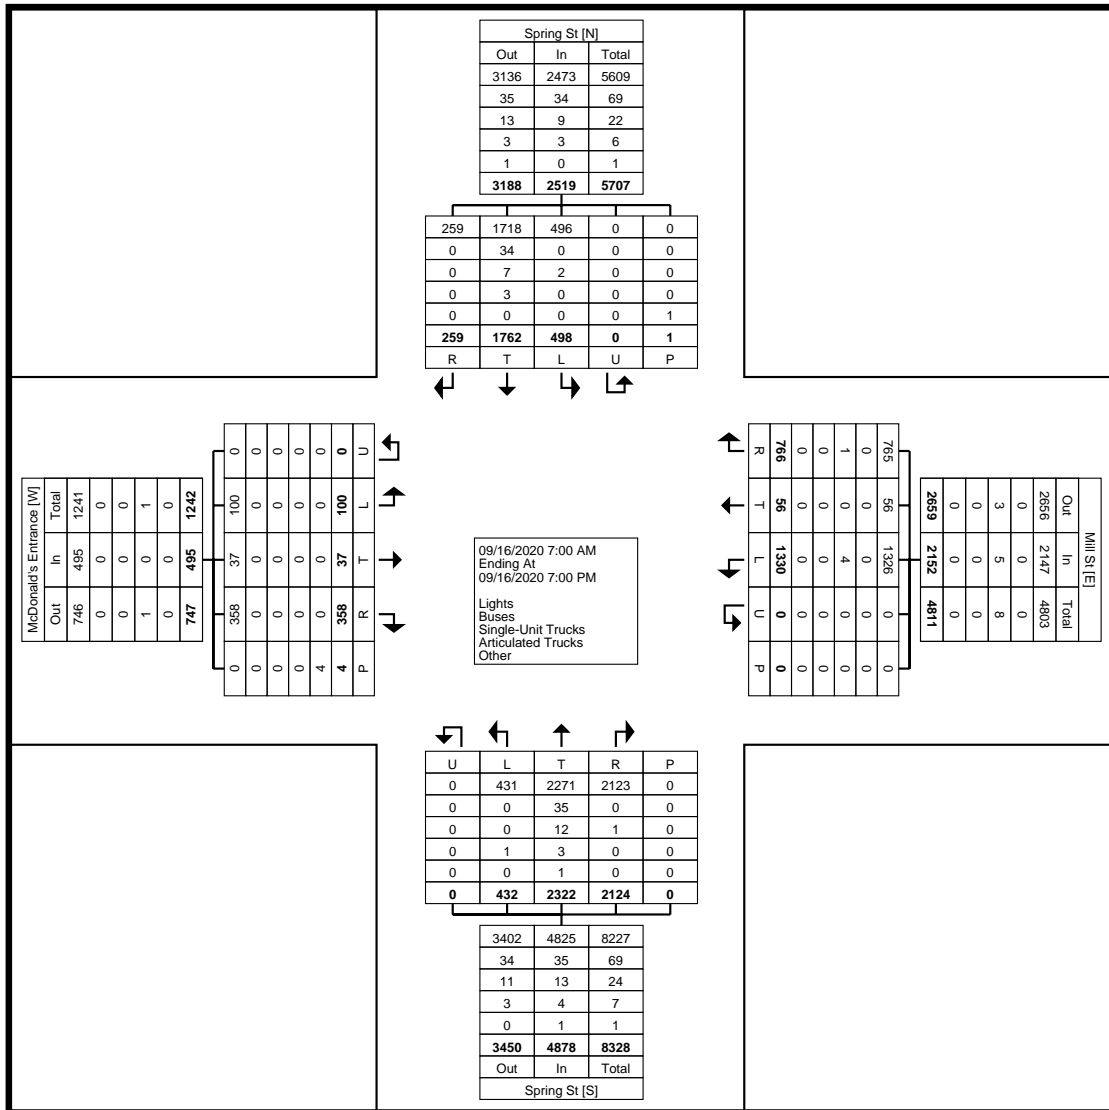 Spring St [N]
Out In Total
3136 2473 5609
35 34 69
13 9 22
3 3 6
1 0 1
3188 2519 5707
259 1718 496 0 0
0 34 0 0 0
0 7 2 0 0
0 3 0 0 0
0 0 0 0 1
259 1762 498 0 1
R T L U P
McDonald's Entrance [W]
Total In Out
1241 495 746
0 0 0
0 0 0
1 0 1
0 0 0
1242 495 747
0 100 37 358 0
0 0 0 0 0
0 0 0 0 0
0 0 0 0 0
0 0 0 0 4
0 100 37 358 4
U L T R P
09/16/2020 7:00 AM
Ending At
09/16/2020 7:00 PM
Lights
Buses
Single-Unit Trucks
Articulated Trucks
Other
Mill St [E]
Out In Total
2656 2147 4803
0 0 0
3 5 8
0 0 0
0 0 0
2659 2152 4811
765 56 1326 0 0
0 0 0 0 0
1 0 4 0 0
0 0 0 0 0
0 0 0 0 0
766 56 1330 0 0
R T L U P
U L T R P
0 431 2271 2123 0
0 0 35 0 0
0 0 12 1 0
0 1 3 0 0
0 0 1 0 0
0 432 2322 2124 0
3402 4825 8227
34 35 69
11 13 24
3 4 7
0 1 1
3450 4878 8328
Out In Total
Spring St [S]